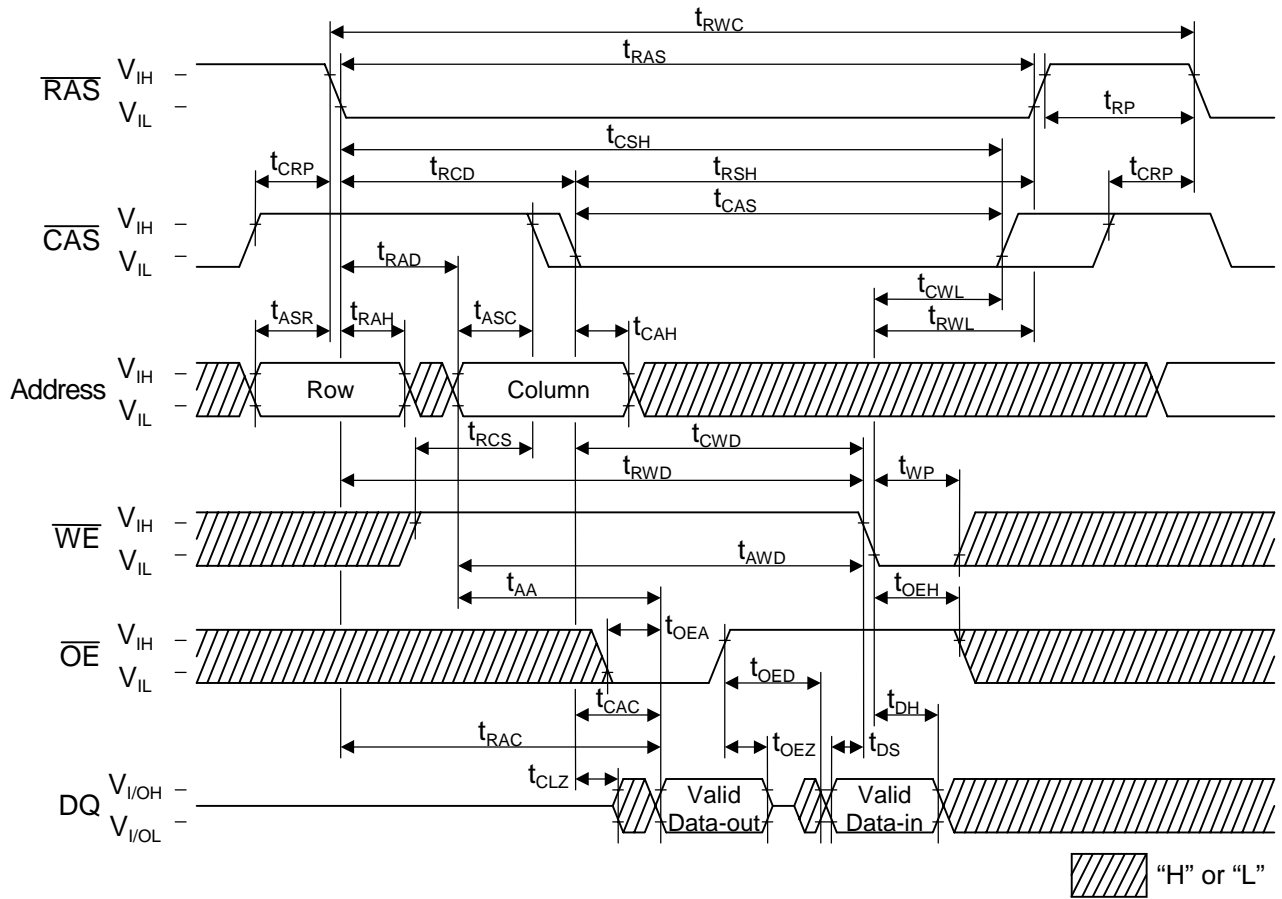 tRWC
tRAS
RAS VIH
VIL
tRP
tCSH
tCRP tRCD tRSH tCRP
tCAS
CAS VIH
VIL
tRAD
tCWL
tASR tRAH tASC tCAH tRWL
Address VIH
VIL
Row Column
tRCS tCWD
tRWD tWP
WE VIH
VIL
tAWD
tAA tOEH
tOEA
OE VIH
VIL
tOED
tCAC tDH
tRAC tOEZ tDS
tCLZ
DQ VI/OH
VI/OL
Valid Valid
Data-out Data-in
“H” or “L”